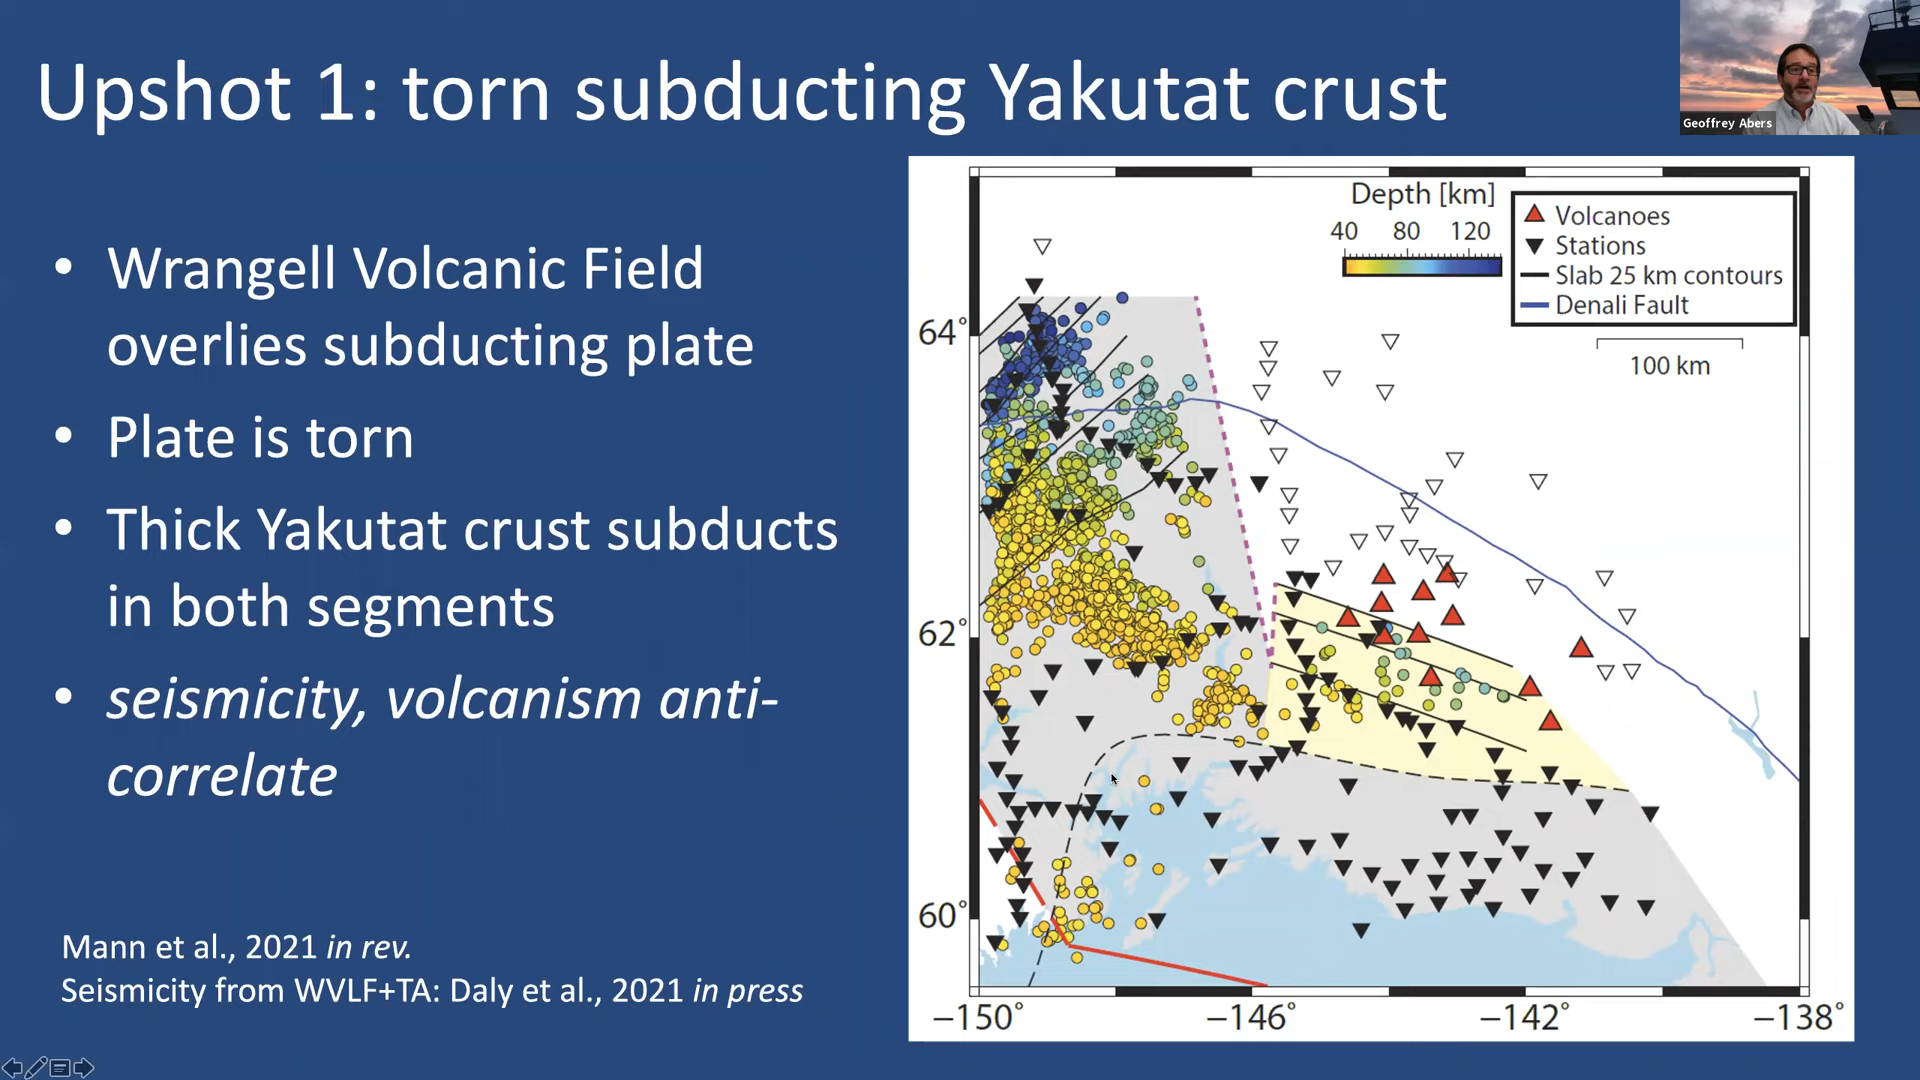 Upshot 1: torn subducting Yakutat crust
Geoffrey Abers
• Wrangell Volcanic Field
overlies subducting plate
• Plate is torn
• Thick Yakutat crust subducts
in both segments
• seismicity, volcanism anti-
correlate
Mann et al., 2021 in rev.
Seismicity from WVLF+TA: Daly et al., 2021 in press
Depth [km]
40 80 120
Volcanoes
Stations
Slab 25 km contours
Denali Fault
100 km
64°
62°
60°
−150° −146° −142° −138°